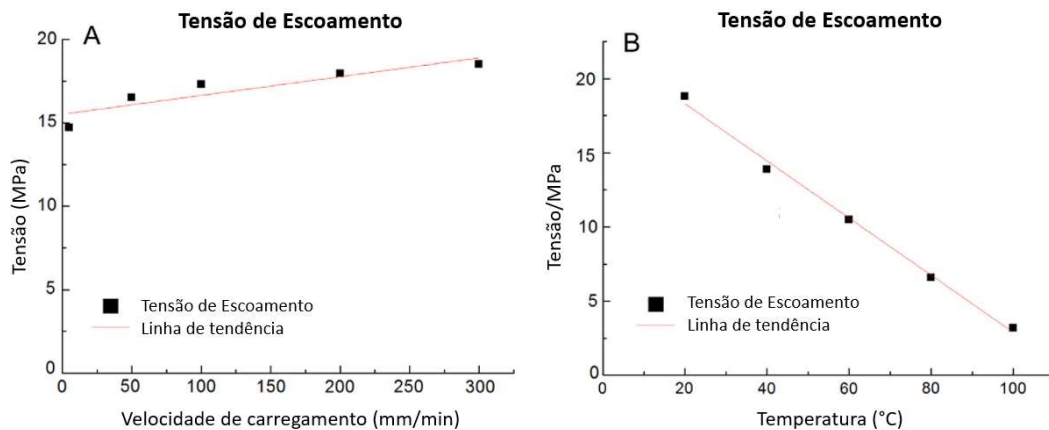 Tensão de Escoamento
A
20
15
10
5
0
Tensão (MPa)
Tensão de Escoamento
Linha de tendência
0 50 100 150 200 250 300
Velocidade de carregamento (mm/min)
Tensão de Escoamento
B
20
15
10
5
0
Tensão/MPa
Tensão de Escoamento
Linha de tendência
0 20 40 60 80 100
Temperatura (°C)